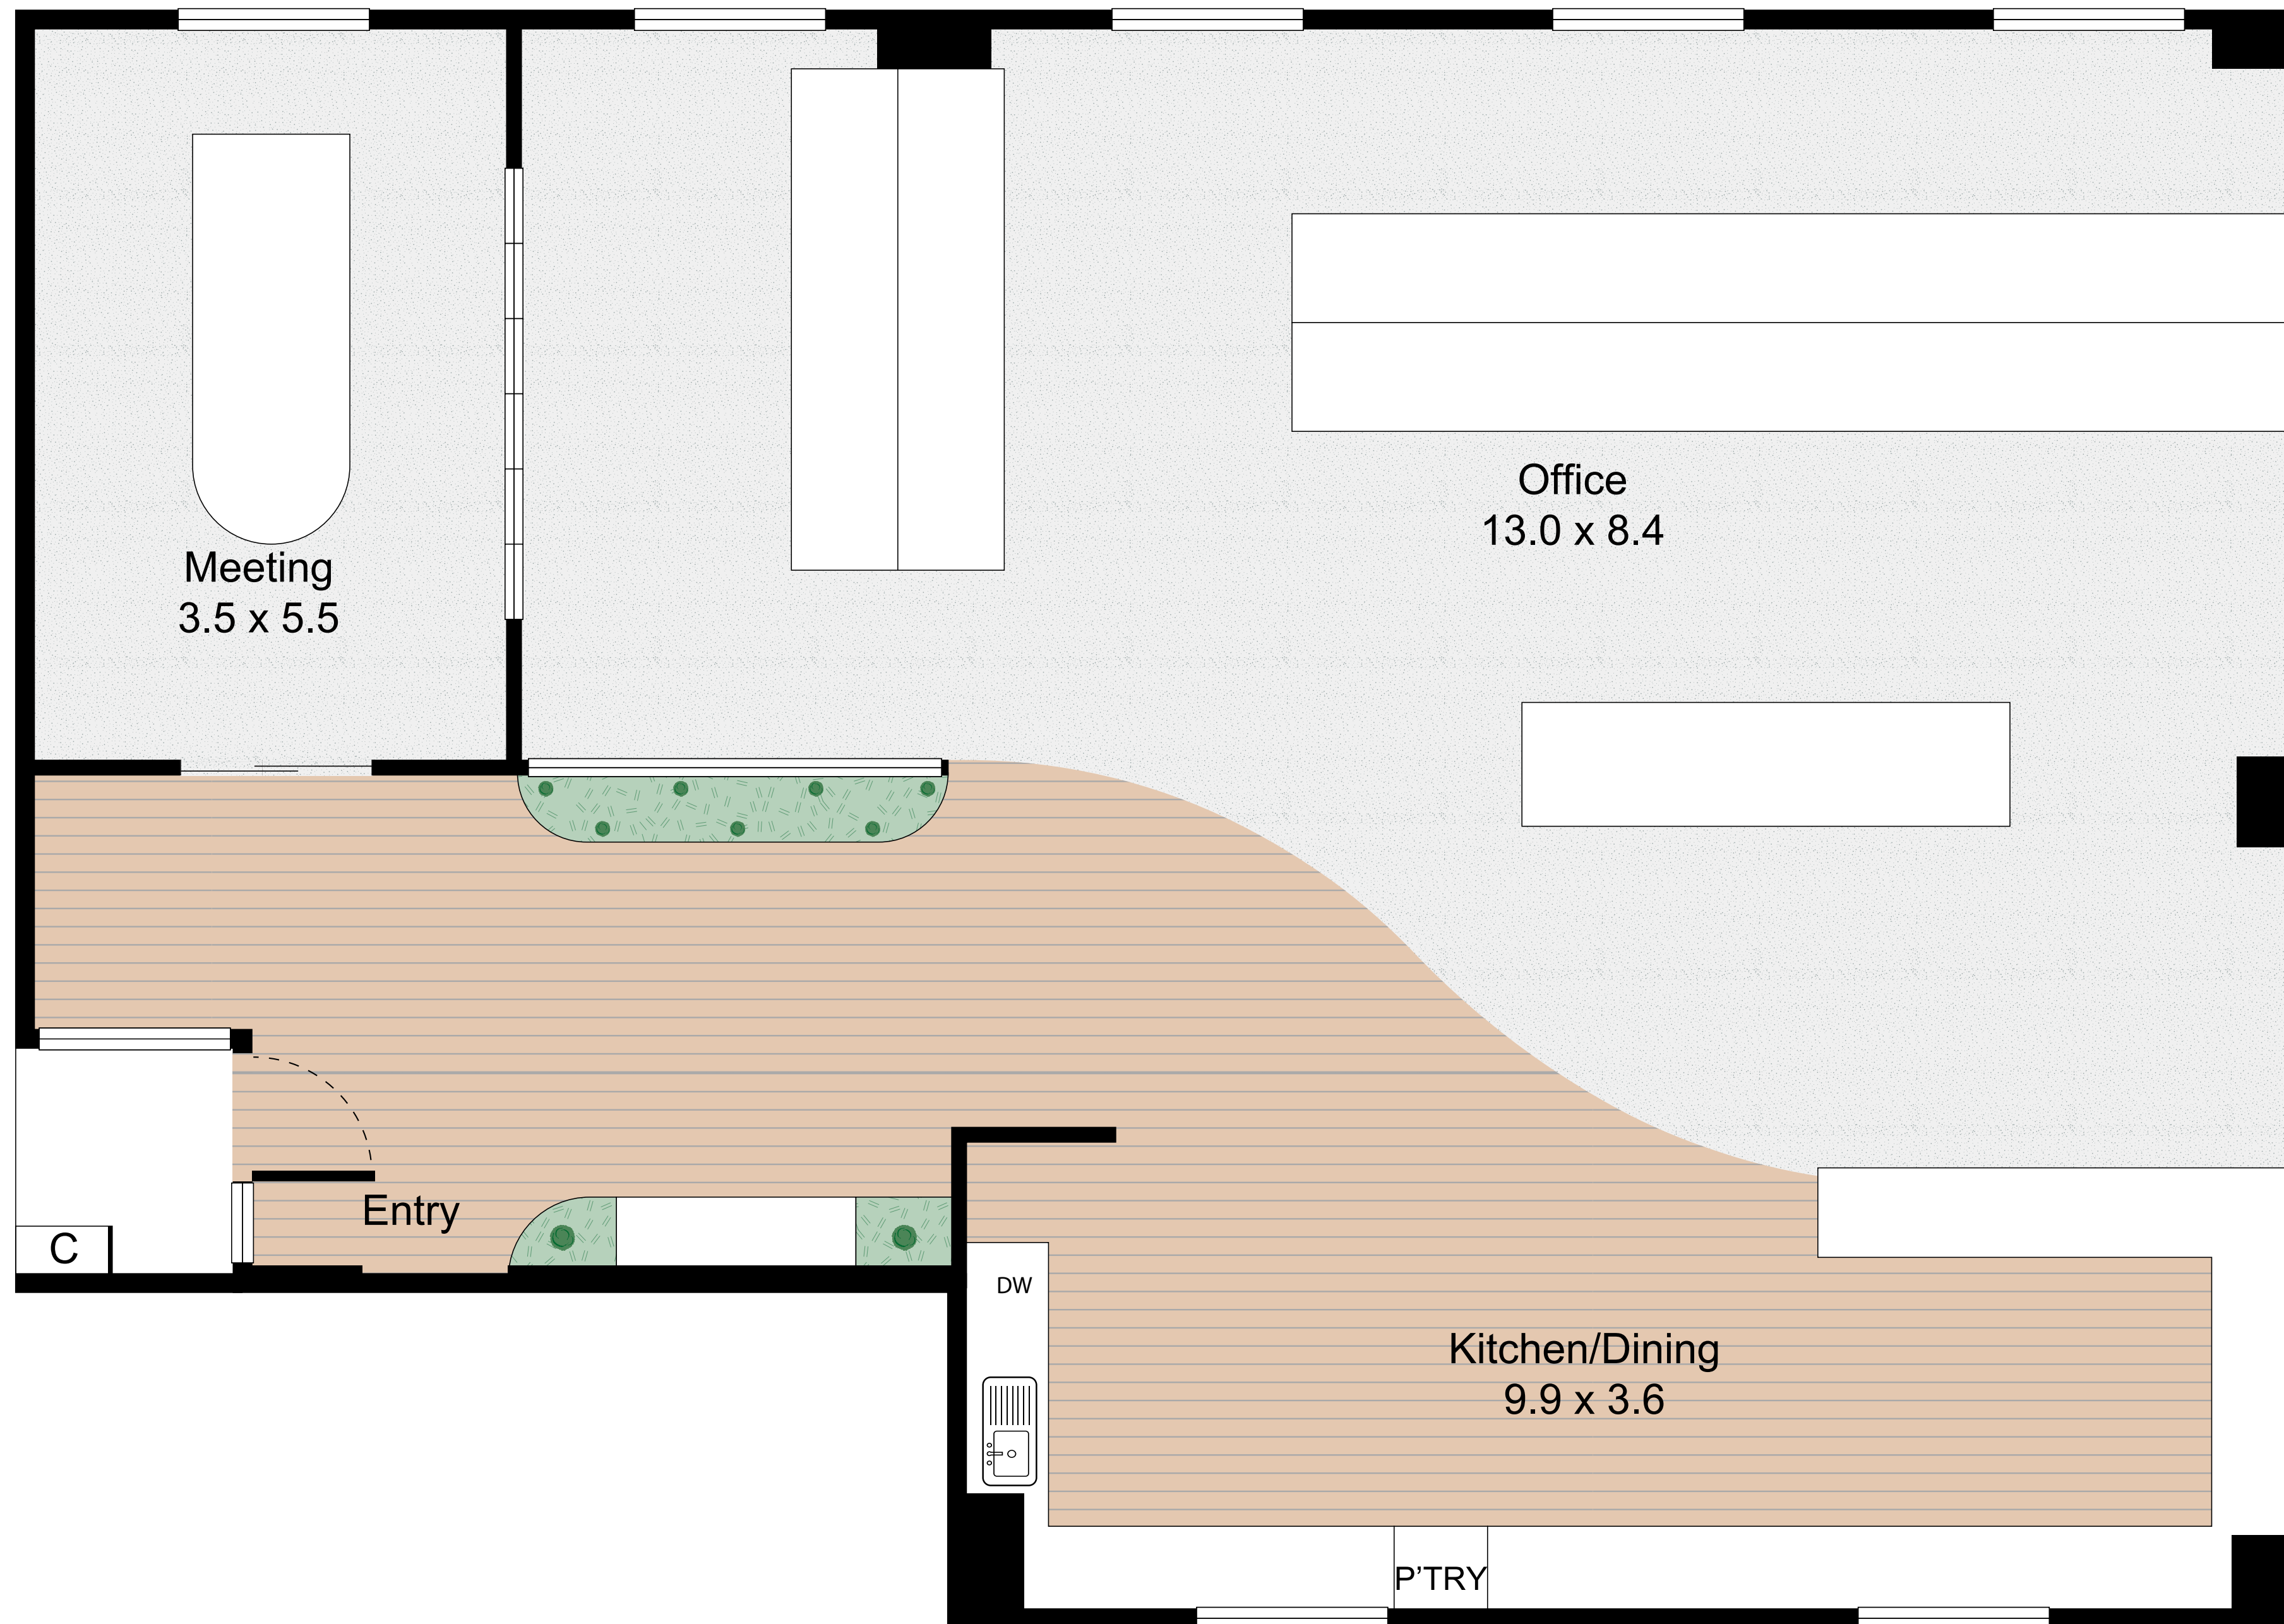 Office
13.0 x 8.4
Meeting
3.5 x 5.5
Entry
C
DW
Kitchen/Dining
9.9 x 3.6
P'TRY